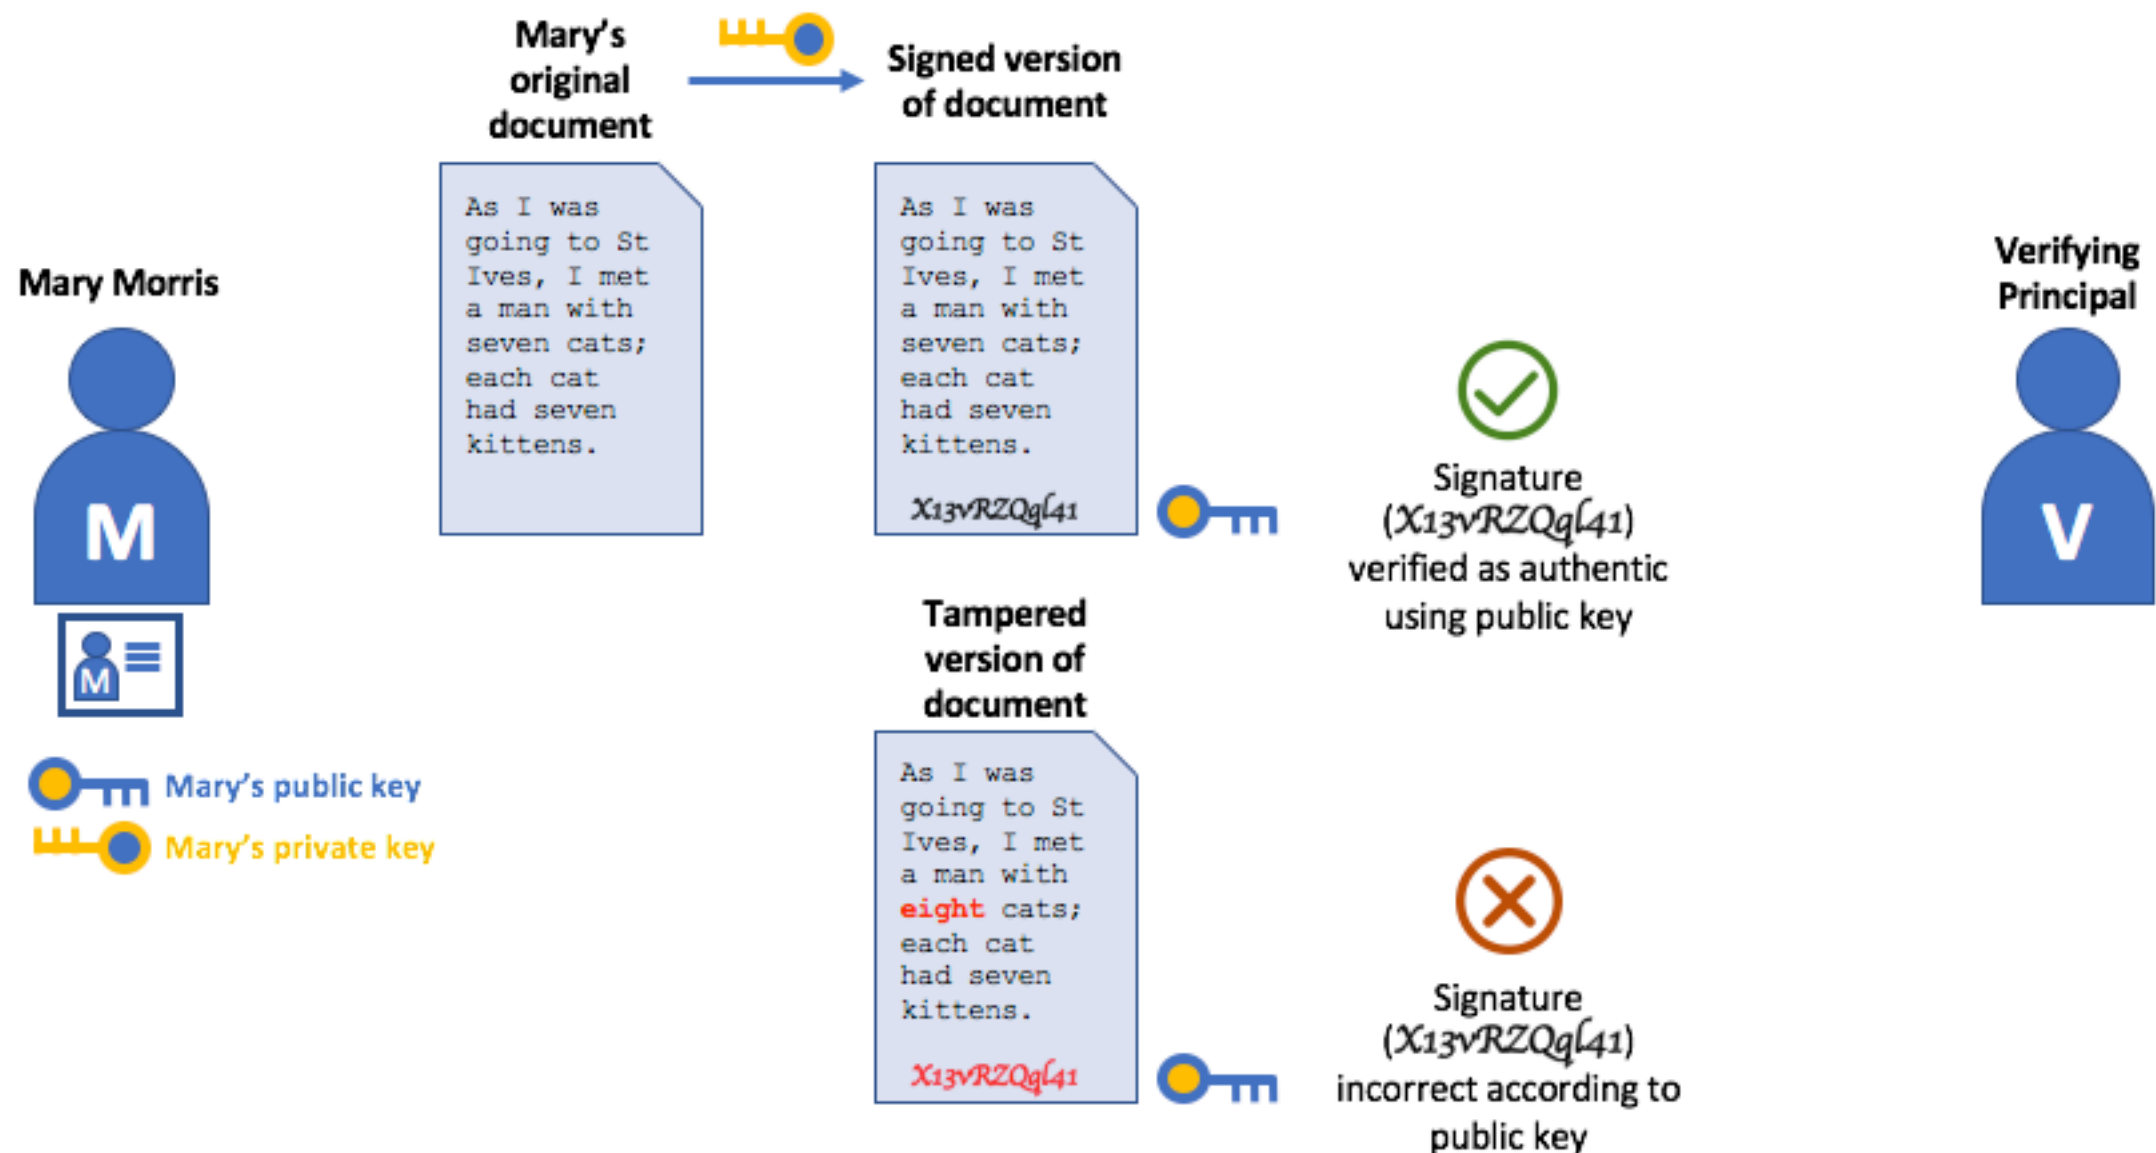 Mary's
original
document
Signed version
of document
As I was
going to St
Ives, I met
a man with
seven cats;
each cat
had seven
kittens.
As I was
going to St
Ives, I met
a man with
seven cats;
each cat
had seven
kittens.
X13vRZQql41
Mary Morris
M
M
Mary's public key
Mary's private key
Signature
(X13vRZQql41)
verified as authentic
using public key
Verifying
Principal
V
Tampered
version of
document
As I was
going to St
Ives, I met
a man with
eight cats;
each cat
had seven
kittens.
X13vRZQql41
Signature
(X13vRZQql41)
incorrect according to
public key